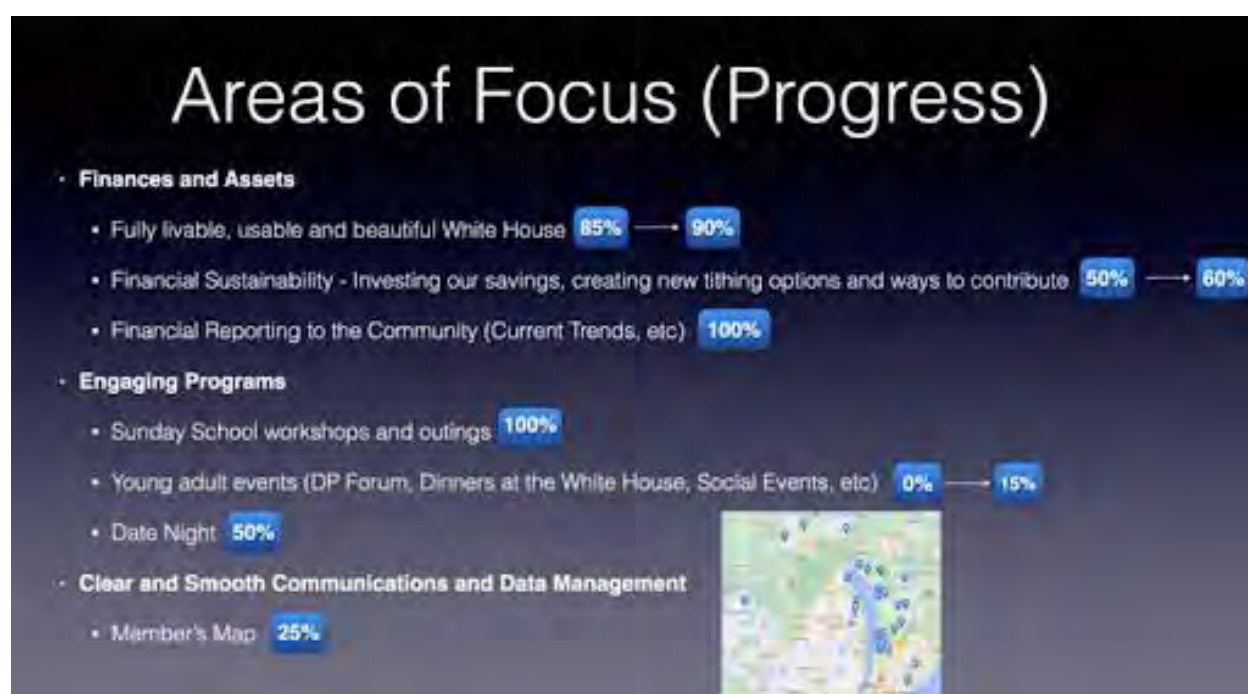 Areas of Focus (Progress)
· Finances and Assets
• Fully livable, usable and beautiful White House 85% → 90%
• Financial Sustainability - Investing our savings, creating new tithing options and ways to contribute 50% → 60%
• Financial Reporting to the Community (Current Trends, etc) 100%
· Engaging Programs
• Sunday School workshops and outings 100%
• Young adult events (DP Forum, Dinners at the White House, Social Events, etc) 0% → 15%
• Date Night 50%
· Clear and Smooth Communications and Data Management
• Member's Map 25%